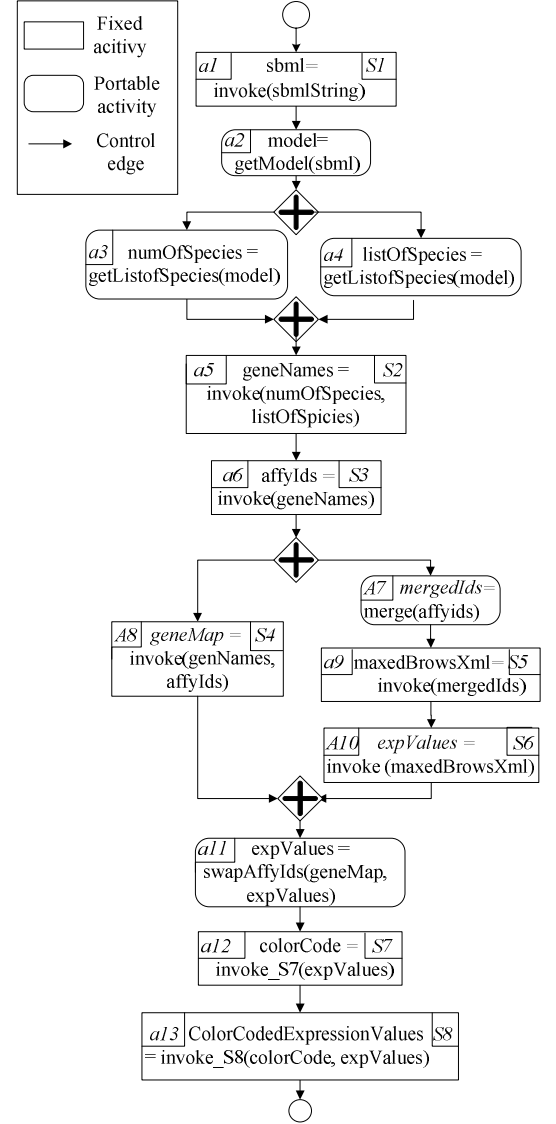 Fixed
acitivy
Portable
activity
Control
edge
a1 sbml= S1
invoke(sbmlString)
a2 model=
getModel(sbml)
a3 numOfSpecies =
getListofSpecies(model)
a4 listOfSpecies =
getListofSpecies(model)
a5 geneNames = S2
invoke(numOfSpecies,
listOfSpicies)
a6 affyIds = S3
invoke(geneNames)
A7 mergedIds=
merge(affyids)
A8 geneMap = S4
invoke(genNames,
affyIds)
a9 maxedBrowsXml= S5
invoke(mergedIds)
A10 expValues = S6
invoke (maxedBrowsXml)
a11 expValues =
swapAffyIds(geneMap,
expValues)
a12 colorCode = S7
invoke_S7(expValues)
a13 ColorCodedExpressionValues S8
= invoke_S8(colorCode, expValues)